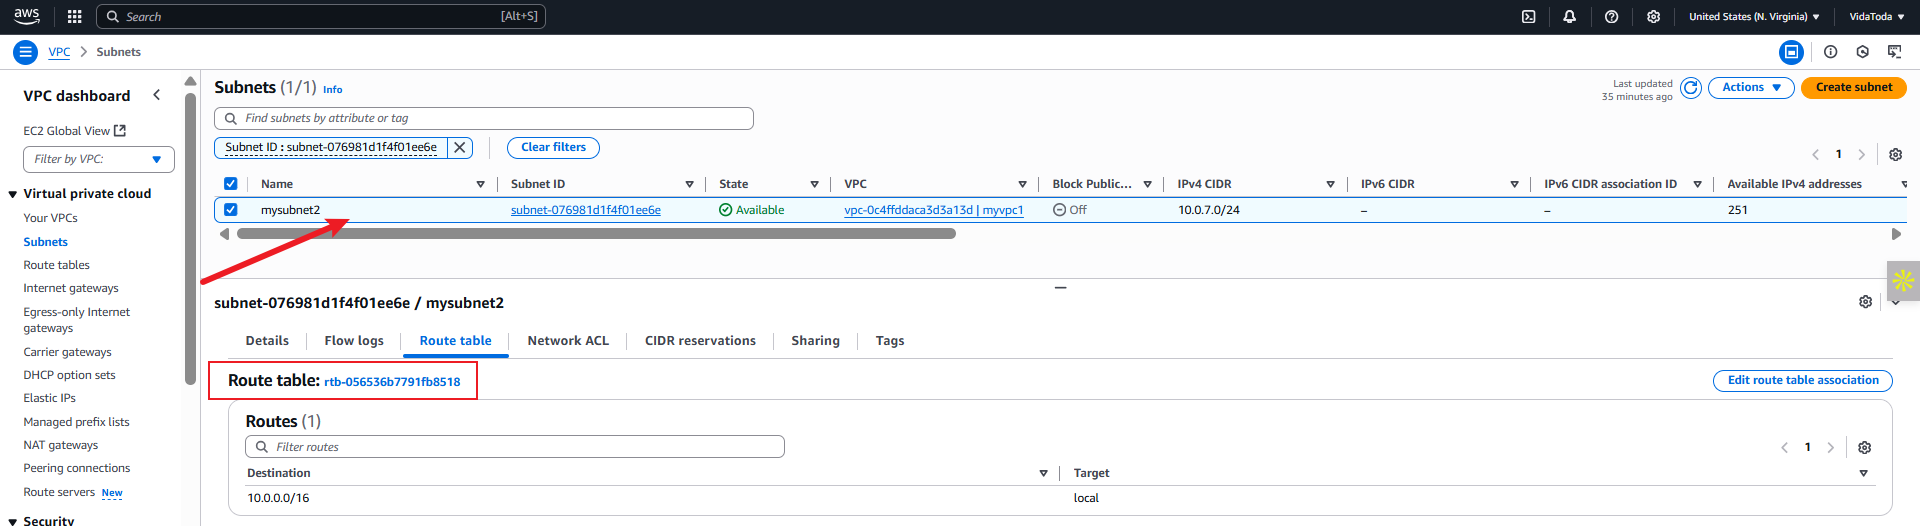 aws Search [Alt+S] United States (N. Virginia) VidaToda
VPC Subnets
VPC dashboard
EC2 Global View
Filter by VPC:
Virtual private cloud
Your VPCs
Subnets
Route tables
Internet gateways
Egress-only Internet
gateways
Carrier gateways
DHCP option sets
Elastic IPs
Managed prefix lists
NAT gateways
Peering connections
Route servers New
Security
Subnets (1/1) Info
Last updated
35 minutes ago
Actions
Create subnet
Find subnets by attribute or tag
Subnet ID : subnet-076981d1f4f01ee6e
Clear filters
1
Name Subnet ID State VPC Block Public... IPv4 CIDR IPv6 CIDR IPv6 CIDR association ID Available IPv4 addresses
mysubnet2 subnet-076981d1f4f01ee6e Available vpc-0c4ffddaca3d3a13d | myvpc1 Off 10.0.7.0/24 – – 251
subnet-076981d1f4f01ee6e / mysubnet2
Details Flow logs Route table Network ACL CIDR reservations Sharing Tags
Route table: rtb-056536b7791fb8518
Edit route table association
Routes (1)
Filter routes
1
Destination Target
10.0.0.0/16 local